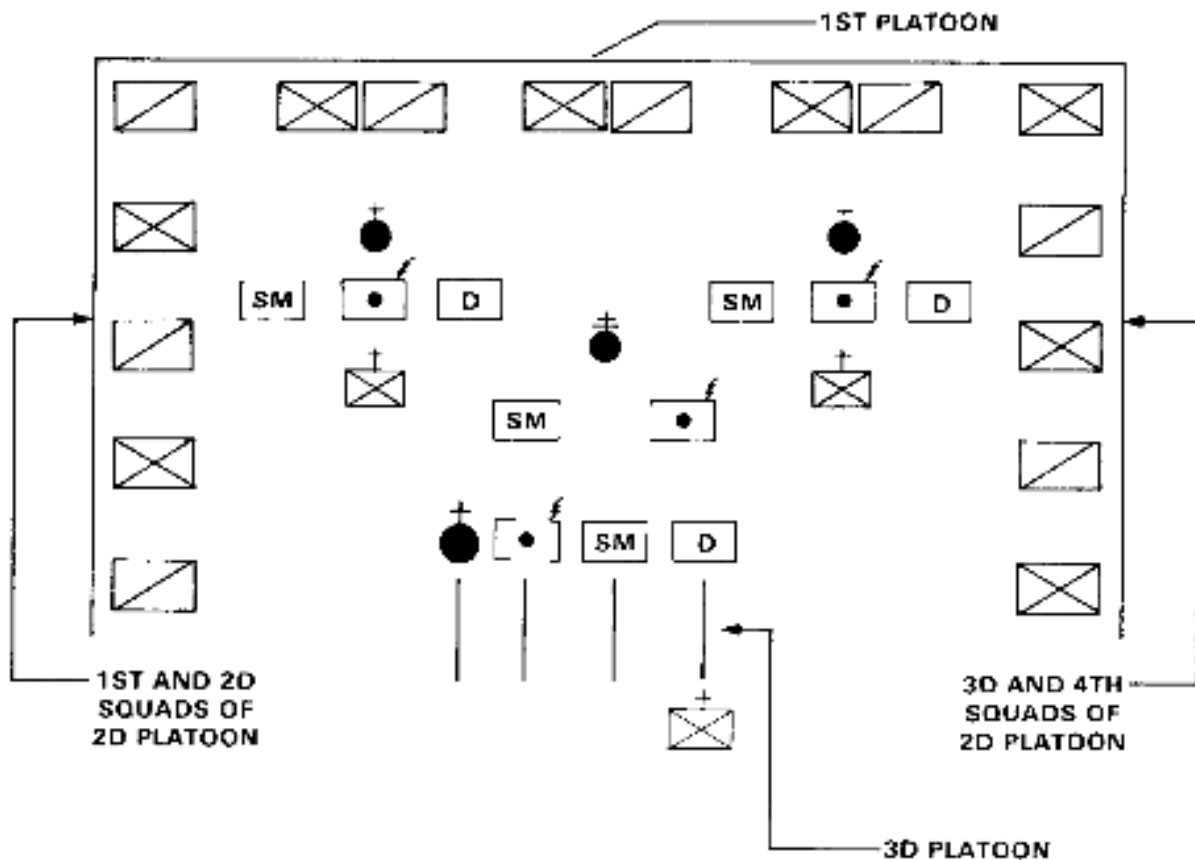 1ST PLATOON
SM
D
SM
D
SM
SM
D
1ST AND 2D
SQUADS OF
2D PLATOON
3D AND 4TH
SQUADS OF
2D PLATOON
3D PLATOON